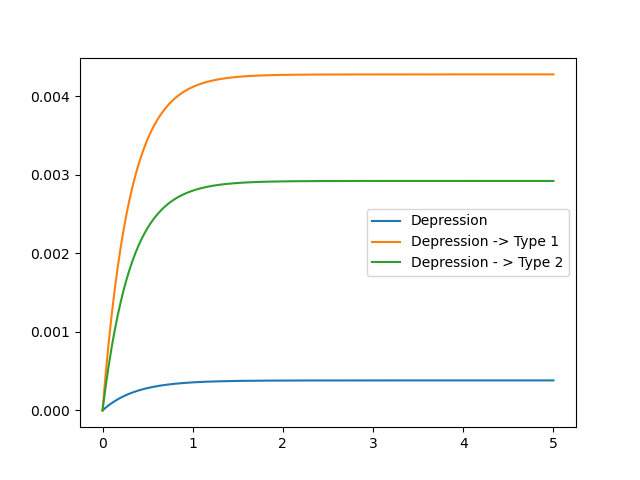 0.004
0.003
0.002
0.001
0.000
0 1 2 3 4 5
Depression
Depression -> Type 1
Depression - > Type 2